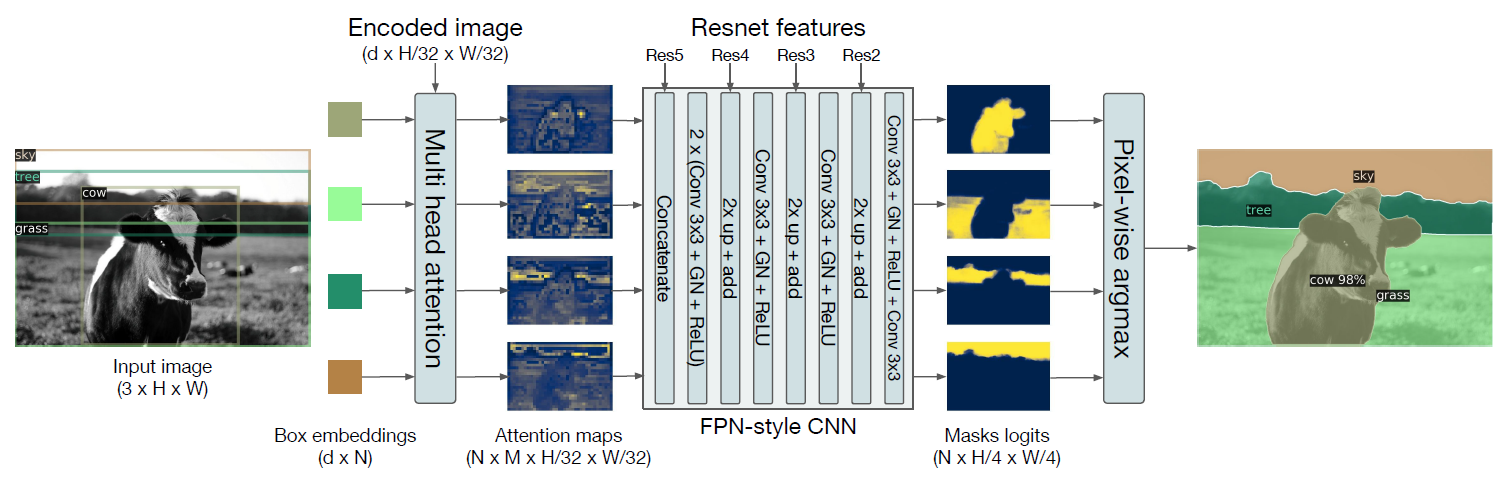 Encoded image
(d x H/32 x W/32)
Resnet features
Res5
Res4
Res3
Res2
sky
tree
cow
grass
Input image
(3 x H x W)
Box embeddings
(d x N)
Multi head attention
Attention maps
(N x M x H/32 x W/32)
Concatenate
2 x (Conv 3x3 + GN + ReLU)
2x up + add
Conv 3x3 + GN + ReLU
2x up + add
Conv 3x3 + GN + ReLU
2x up + add
Conv 3x3 + GN + ReLU + Conv 3x3
FPN-style CNN
Masks logits
(N x H/4 x W/4)
Pixel-wise argmax
sky
tree
cow 98%
grass